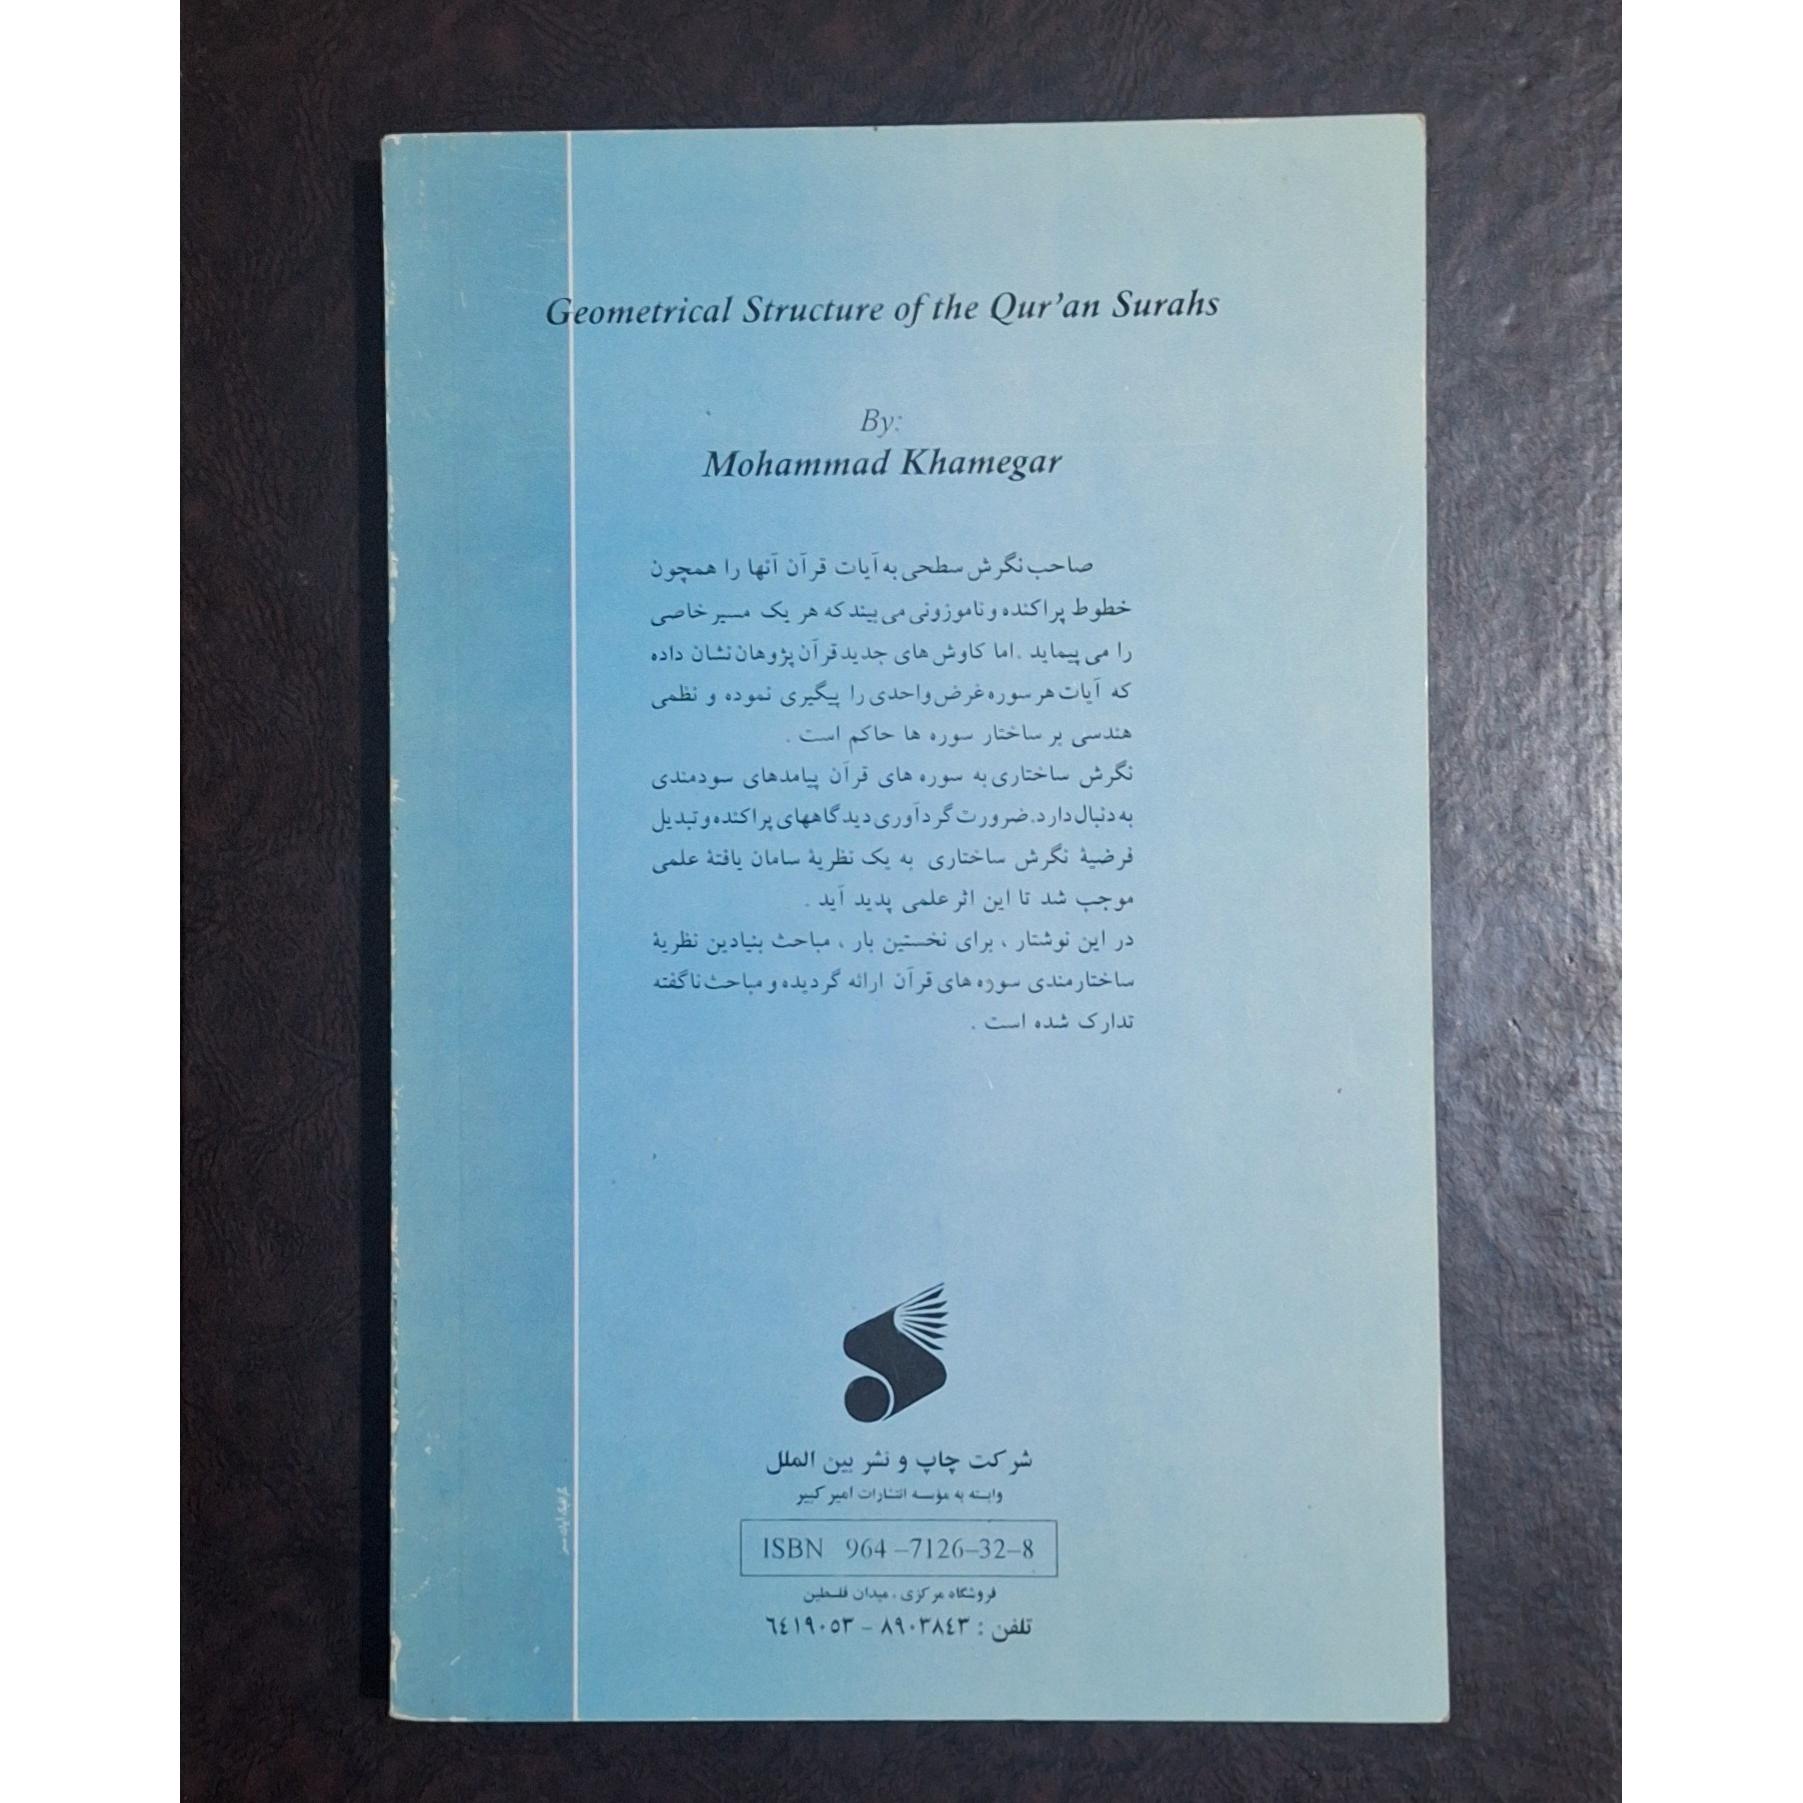 Geometrical Structure of the Qur'an Surahs
By:
Mohammad Khamegar
صاحب نگرش سطحی به آیات قرآن آنها را همچون
خطوط پراکنده و ناموزونی می بیند که هر یک مسیر خاصی
را می پیماید . اما کاوش های جدید قرآن پژوهان نشان داده
که آیات هر سوره غرض واحدی را پیگیری نموده و نظمی
هندسی بر ساختار سوره ها حاکم است .
نگرش ساختاری به سوره های قرآن پیامدهای سودمندی
به دنبال دارد. ضرورت گردآوری دیدگاههای پراکنده و تبدیل
فرضیهٔ نگرش ساختاری به یک نظریهٔ سامان یافتهٔ علمی
موجب شد تا این اثر علمی پدید آید .
در این نوشتار ، برای نخستین بار ، مباحث بنیادین نظریهٔ
ساختارمندی سوره های قرآن ارائه گردیده و مباحث ناگفته
تدارک شده است .
شرکت چاپ و نشر بین الملل
وابسته به مؤسسه انتشارات امیرکبیر
ISBN 964-7126-32-8
فروشگاه مرکزی . میدان فلسطین
تلفن : ٨٩٠٣٨٤٣ - ٦٤١٩٠٥٣